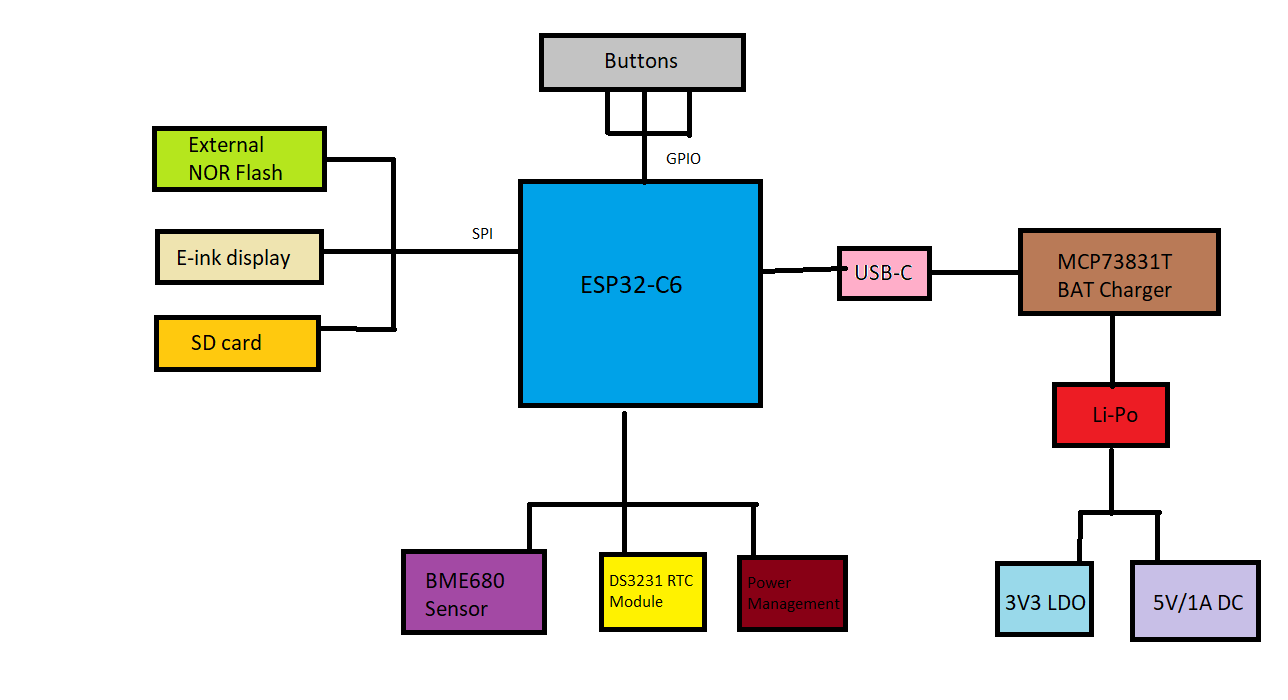 Buttons
GPIO
External
NOR Flash
E-ink display
SD card
SPI
ESP32-C6
USB-C
MCP73831T
BAT Charger
Li-Po
3V3 LDO
5V/1A DC
BME680
Sensor
DS3231 RTC
Module
Power
Management